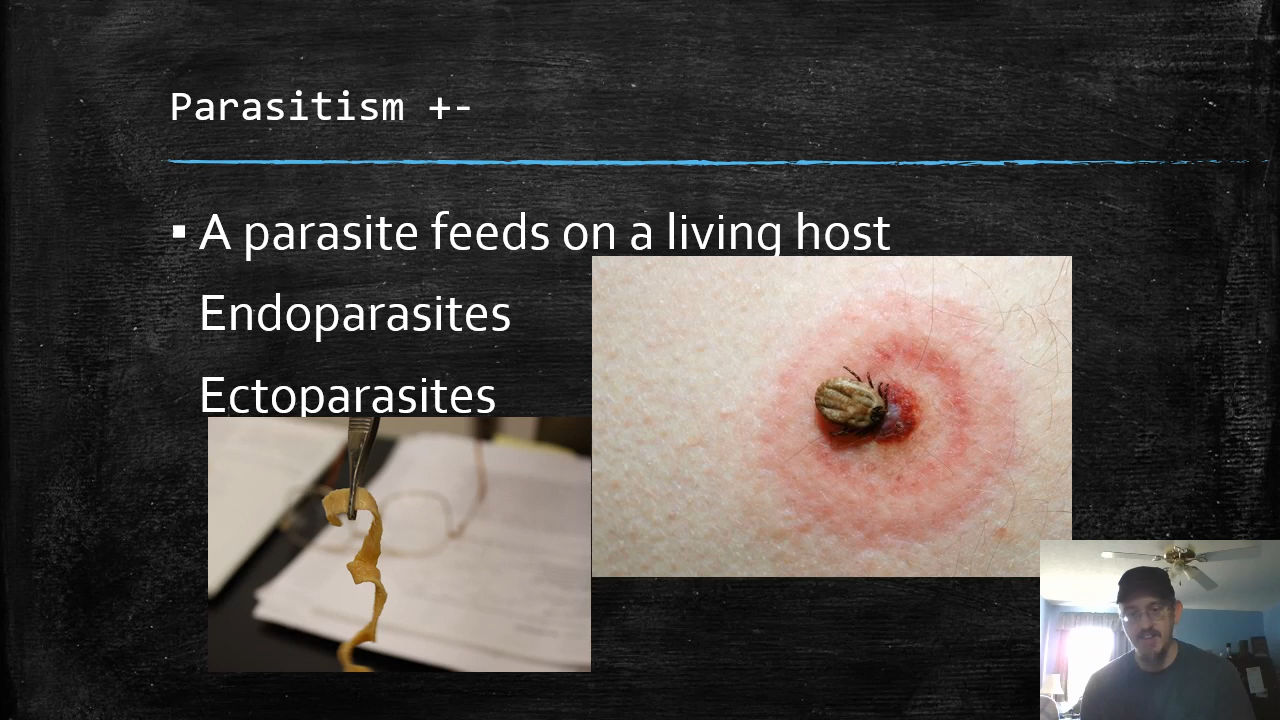 Parasitism +-
▪ A parasite feeds on a living host
Endoparasites
Ectoparasites